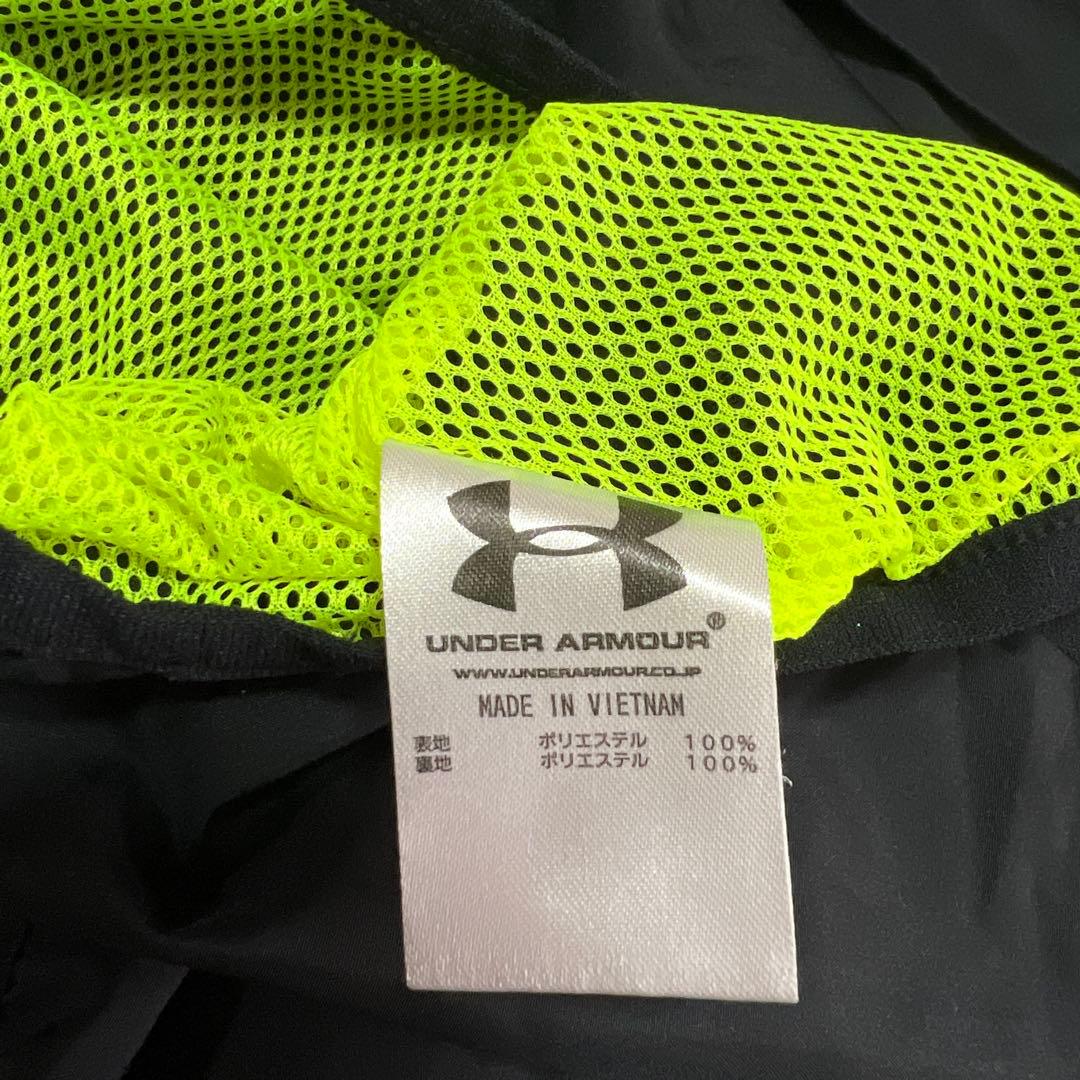 UNDER ARMOUR®
WWW.UNDERARMOUR.CO.JP
MADE IN VIETNAM
表地 ポリエステル 100%
裏地 ポリエステル 100%